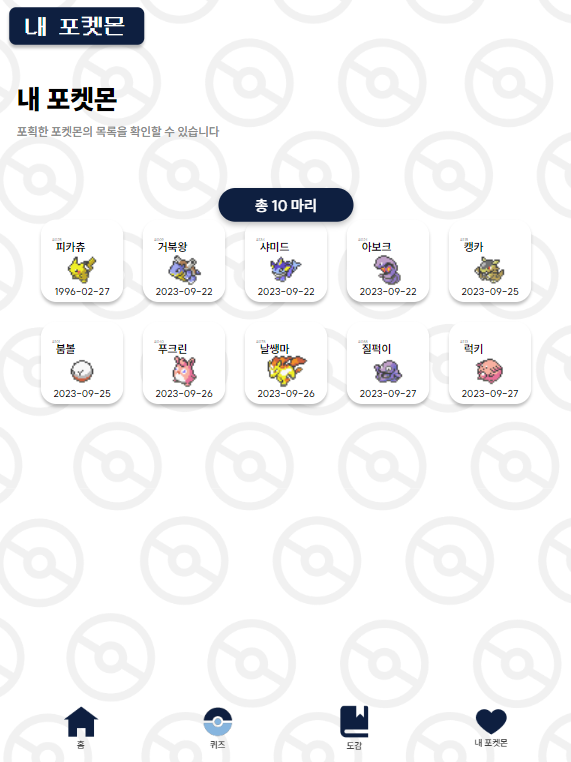 내 포켓몬
내 포켓몬
포획한 포켓몬의 목록을 확인할 수 있습니다
총 10 마리
피카츄
거북왕
샤미드
아보크
캥카
1996-02-27
2023-09-22
2023-09-22
2023-09-22
2023-09-25
붐볼
푸크린
날쌩마
질퍽이
럭키
2023-09-25
2023-09-26
2023-09-26
2023-09-27
2023-09-27
홈
퀴즈
도감
내 포켓몬